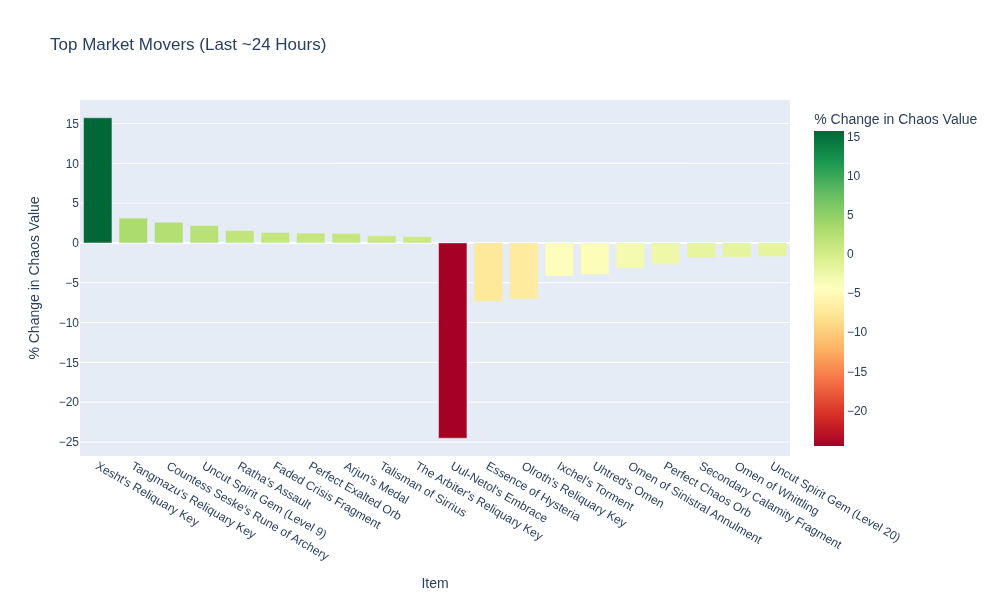 Top Market Movers (Last ~24 Hours)
% Change in Chaos Value
15
10
5
0
−5
−10
−15
−20
−25
% Change in Chaos Value
15
10
5
0
−5
−10
−15
−20
Xesht's Reliquary Key
Tangmazu's Reliquary Key
Countess Seske's Rune of Archery
Uncut Spirit Gem (Level 9)
Ratha's Assault
Faded Crisis Fragment
Perfect Exalted Orb
Arjun's Medal
Talisman of Sirrius
The Arbiter's Reliquary Key
Uul-Netol's Embrace
Essence of Hysteria
Olroth's Reliquary Key
Ixchel's Torment
Uhtred's Omen
Omen of Sinistral Annulment
Perfect Chaos Orb
Secondary Calamity Fragment
Omen of Whittling
Uncut Spirit Gem (Level 20)
Item